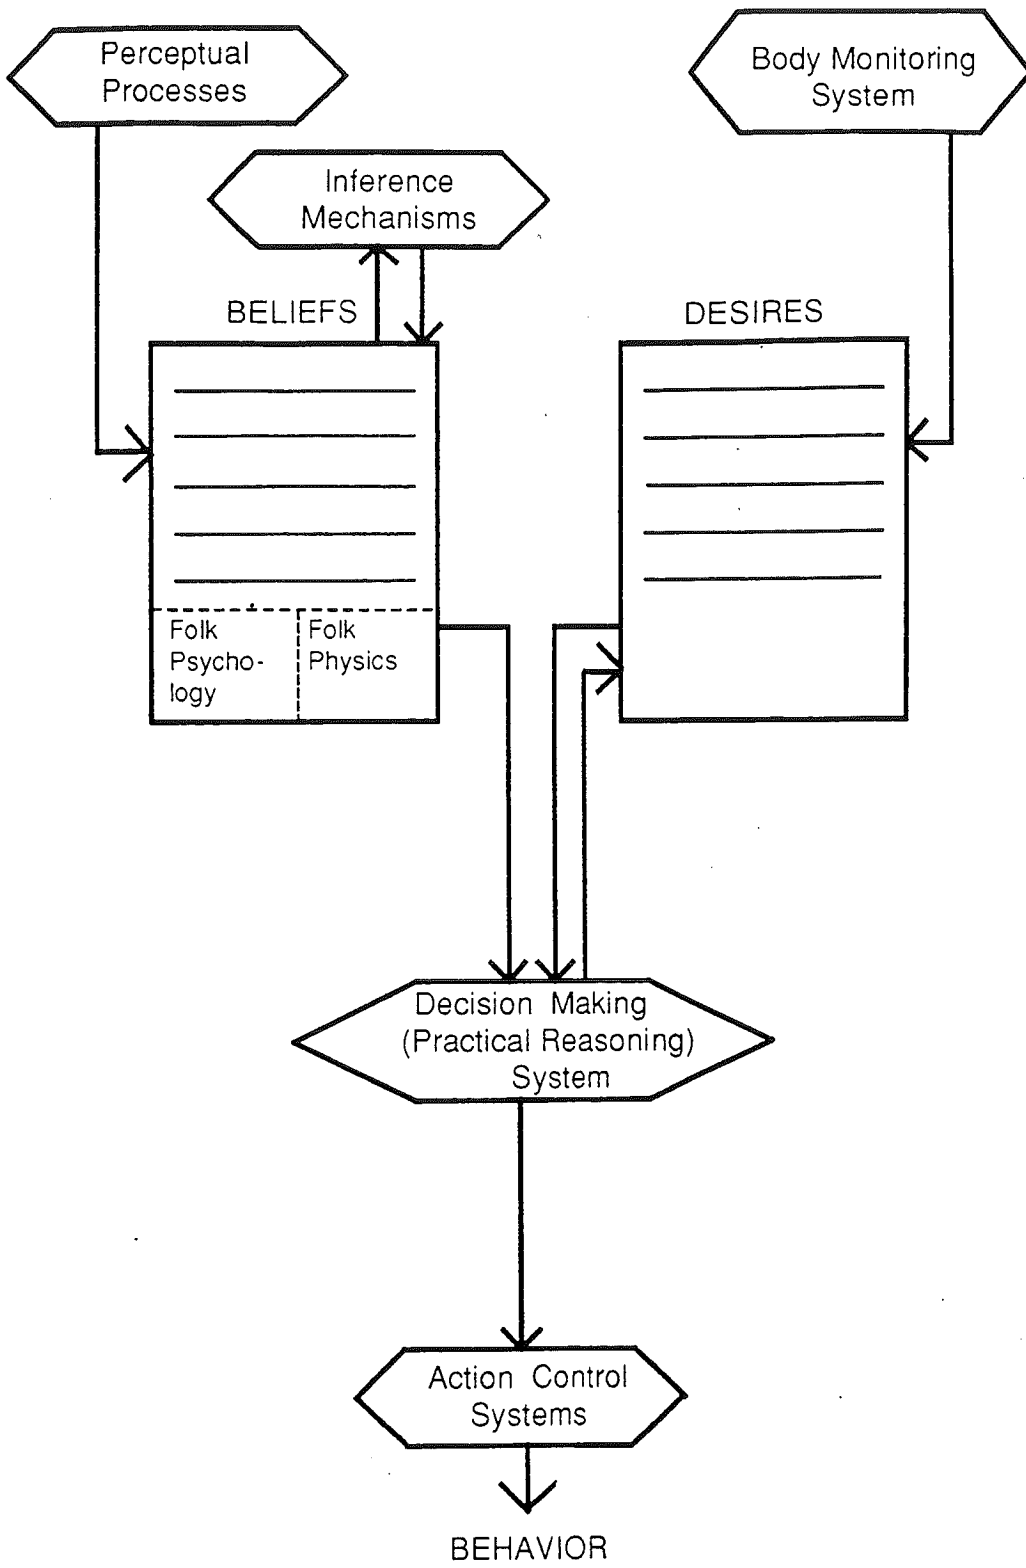 Perceptual
Processes
Body Monitoring
System
Inference
Mechanisms
BELIEFS
DESIRES
Folk
Psycho-
logy
Folk
Physics
Decision Making
(Practical Reasoning)
System
Action Control
Systems
BEHAVIOR